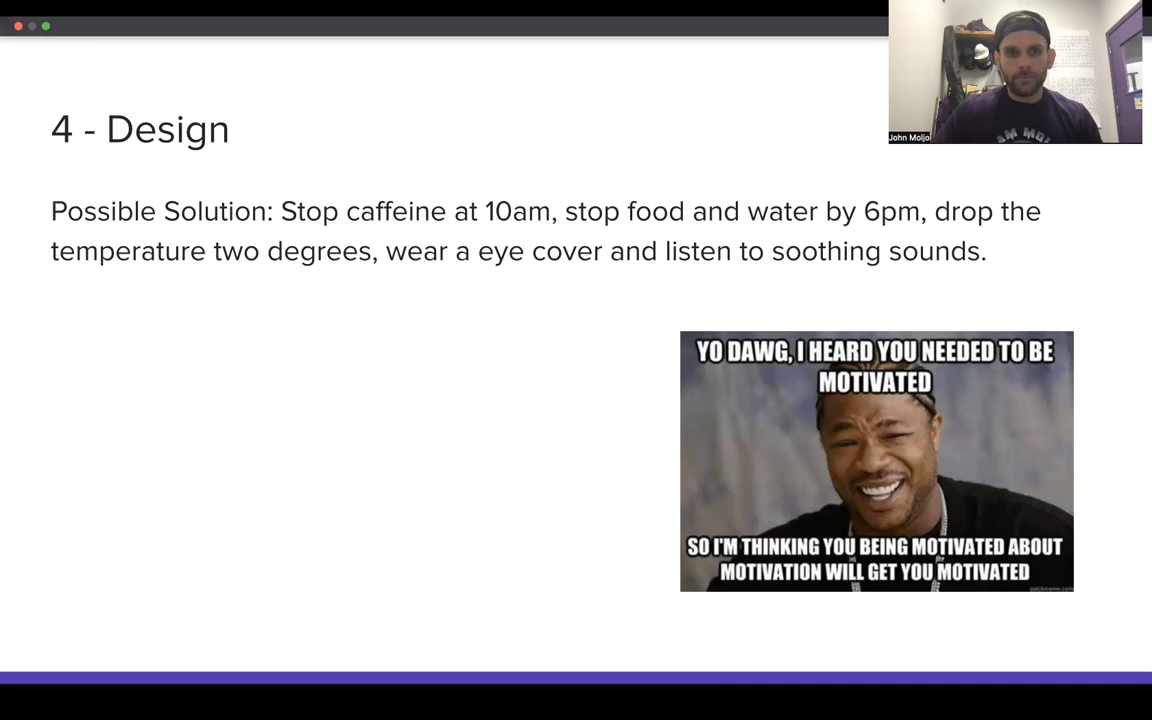 4 - Design
John Moljo
Possible Solution: Stop caffeine at 10am, stop food and water by 6pm, drop the
temperature two degrees, wear a eye cover and listen to soothing sounds.
YO DAWG, I HEARD YOU NEEDED TO BE
MOTIVATED
SO I'M THINKING YOU BEING MOTIVATED ABOUT
MOTIVATION WILL GET YOU MOTIVATED
quickmeme.com